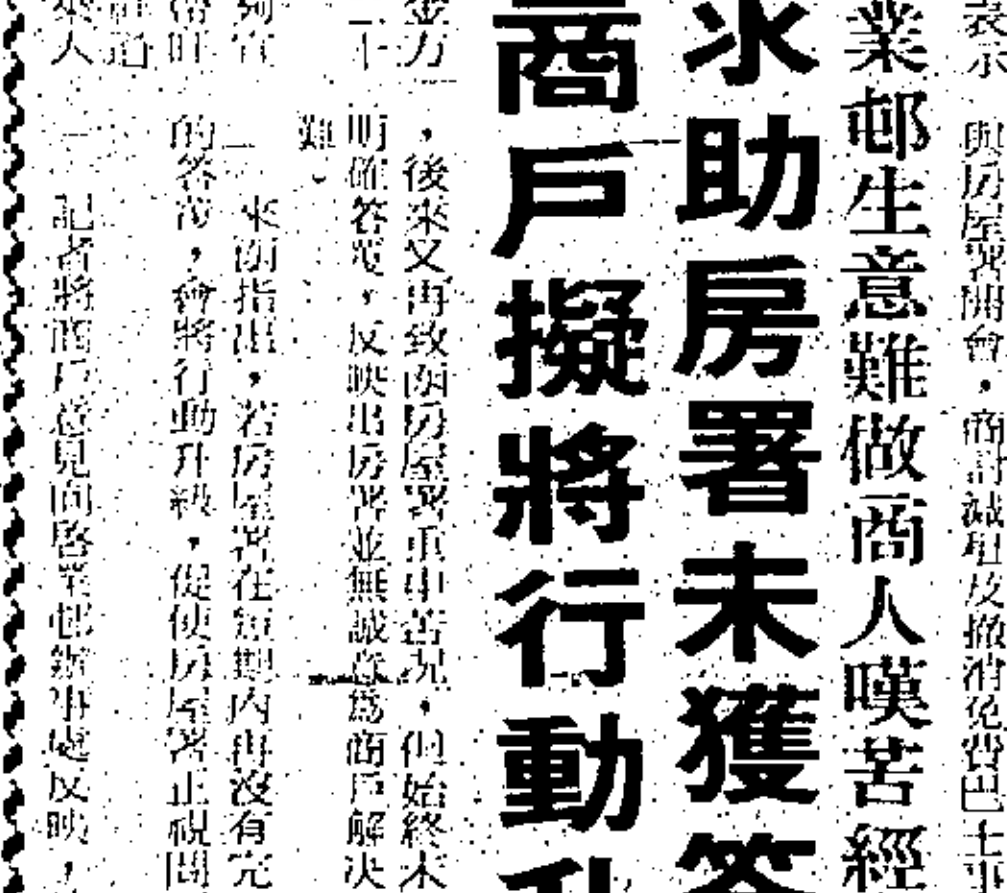 表示
與房屋署開會，商討減租及撤消免費巴士事
業邨生意難做商人嘆苦經
求助房署未獲答
商戶擬將行動升
，後來又再致函房屋署重申苦況，但始終未
明確答覆，反映出房署並無誠意為商戶解決
難。
來函指出，若房屋署在短期內再沒有完
的答覆，會將行動升級，促使房屋署正視問
記者將商戶意見向啓業邨辦事處反映，